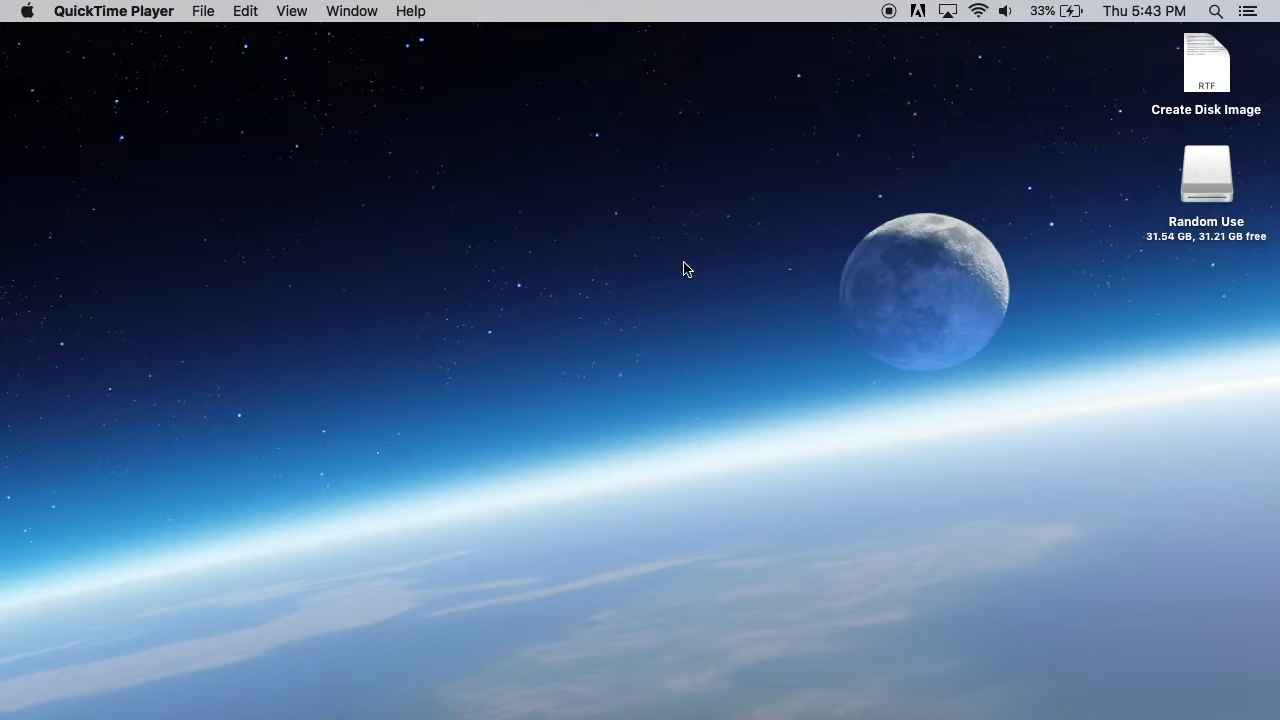 QuickTime Player File Edit View Window Help 33% Thu 5:43 PM
RTF
Create Disk Image
Random Use
31.54 GB, 31.21 GB free